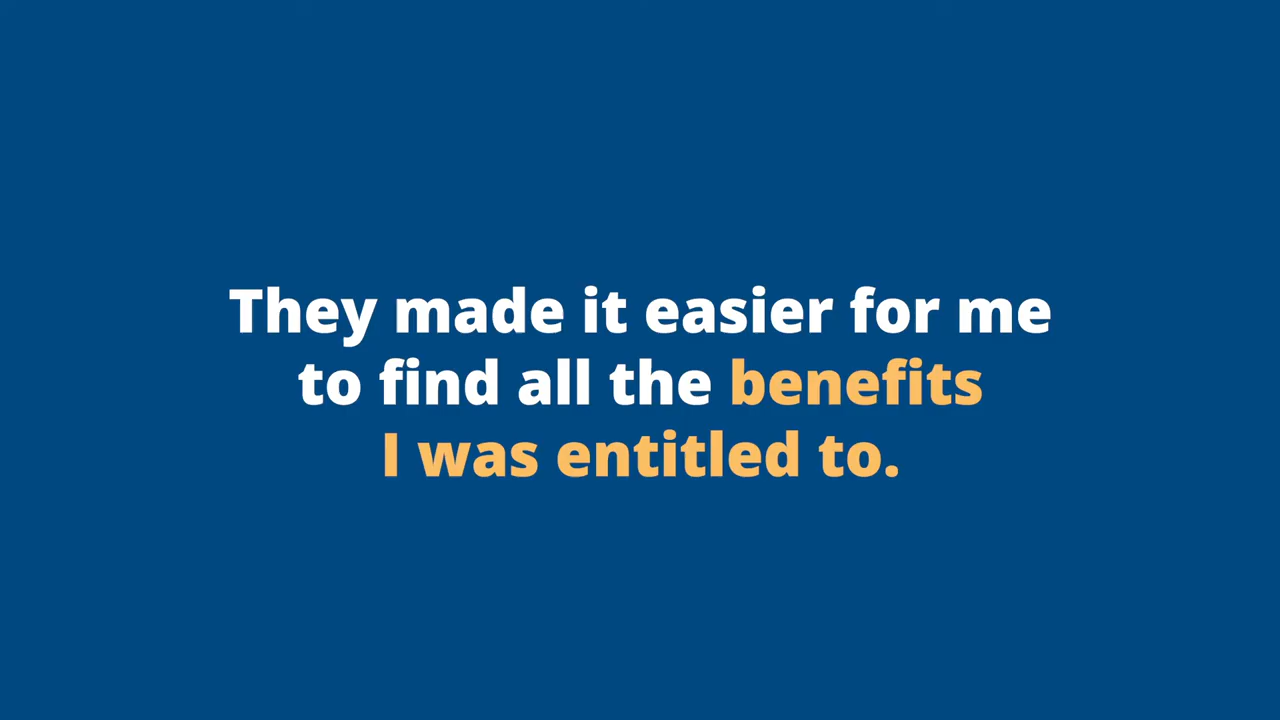 They made it easier for me
to find all the benefits
I was entitled to.